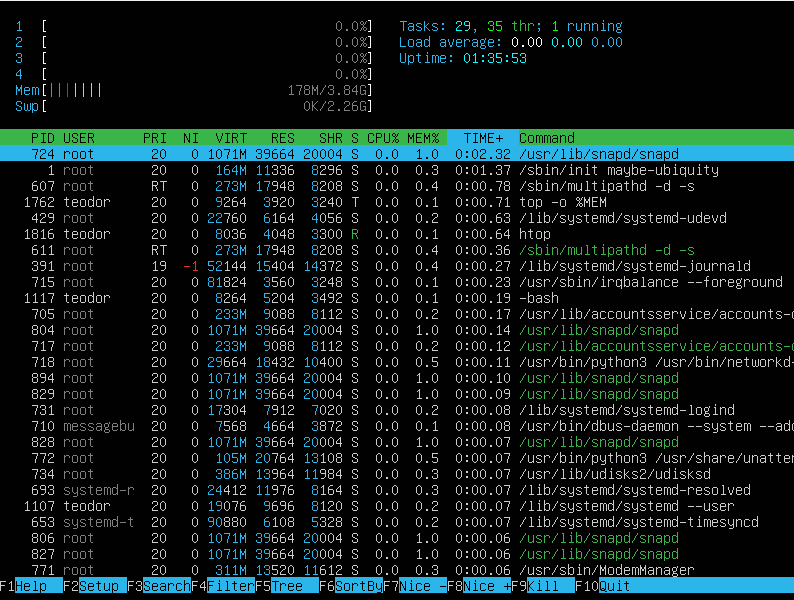 1 [ 0.0%] Tasks: 29, 35 thr; 1 running
2 [ 0.0%] Load average: 0.00 0.00 0.00
3 [ 0.0%] Uptime: 01:35:53
4 [ 0.0%]
Mem[||||||| 178M/3.84G]
Swp[ 0K/2.26G]
PID USER PRI NI VIRT RES SHR S CPU% MEM% TIME+ Command
724 root 20 0 1071M 39664 20004 S 0.0 1.0 0:02.32 /usr/lib/snapd/snapd
1 root 20 0 164M 11336 8296 S 0.0 0.3 0:01.37 /sbin/init maybe-ubiquity
607 root RT 0 273M 17948 8208 S 0.0 0.4 0:00.78 /sbin/multipathd -d -s
1762 teodor 20 0 9264 3920 3240 T 0.0 0.1 0:00.71 top -o %MEM
429 root 20 0 22760 6164 4056 S 0.0 0.2 0:00.63 /lib/systemd/systemd-udevd
1816 teodor 20 0 8036 4048 3300 R 0.0 0.1 0:00.64 htop
611 root RT 0 273M 17948 8208 S 0.0 0.4 0:00.36 /sbin/multipathd -d -s
391 root 19 -1 52144 15404 14372 S 0.0 0.4 0:00.27 /lib/systemd/systemd-journald
715 root 20 0 81824 3560 3248 S 0.0 0.1 0:00.23 /usr/sbin/irqbalance --foreground
1117 teodor 20 0 8264 5204 3492 S 0.0 0.1 0:00.19 -bash
705 root 20 0 233M 9088 8112 S 0.0 0.2 0:00.17 /usr/lib/accountsservice/accounts-d
804 root 20 0 1071M 39664 20004 S 0.0 1.0 0:00.14 /usr/lib/snapd/snapd
717 root 20 0 233M 9088 8112 S 0.0 0.2 0:00.12 /usr/lib/accountsservice/accounts-d
718 root 20 0 29664 18432 10400 S 0.0 0.5 0:00.11 /usr/bin/python3 /usr/bin/networkd-
894 root 20 0 1071M 39664 20004 S 0.0 1.0 0:00.10 /usr/lib/snapd/snapd
829 root 20 0 1071M 39664 20004 S 0.0 1.0 0:00.09 /usr/lib/snapd/snapd
731 root 20 0 17304 7912 7020 S 0.0 0.2 0:00.08 /lib/systemd/systemd-logind
710 messagebu 20 0 7568 4664 3872 S 0.0 0.1 0:00.08 /usr/bin/dbus-daemon --system --add
828 root 20 0 1071M 39664 20004 S 0.0 1.0 0:00.07 /usr/lib/snapd/snapd
772 root 20 0 105M 20764 13108 S 0.0 0.5 0:00.07 /usr/bin/python3 /usr/share/unatter
734 root 20 0 386M 13964 11984 S 0.0 0.3 0:00.07 /usr/lib/udisks2/udisksd
693 systemd-r 20 0 24412 11976 8164 S 0.0 0.3 0:00.07 /lib/systemd/systemd-resolved
1107 teodor 20 0 19076 9696 8120 S 0.0 0.2 0:00.07 /lib/systemd/systemd --user
653 systemd-t 20 0 90880 6108 5328 S 0.0 0.2 0:00.07 /lib/systemd/systemd-timesyncd
806 root 20 0 1071M 39664 20004 S 0.0 1.0 0:00.06 /usr/lib/snapd/snapd
827 root 20 0 1071M 39664 20004 S 0.0 1.0 0:00.06 /usr/lib/snapd/snapd
771 root 20 0 311M 13520 11612 S 0.0 0.3 0:00.06 /usr/sbin/ModemManager
F1Help F2Setup F3SearchF4FilterF5Tree F6SortByF7Nice -F8Nice +F9Kill F10Quit